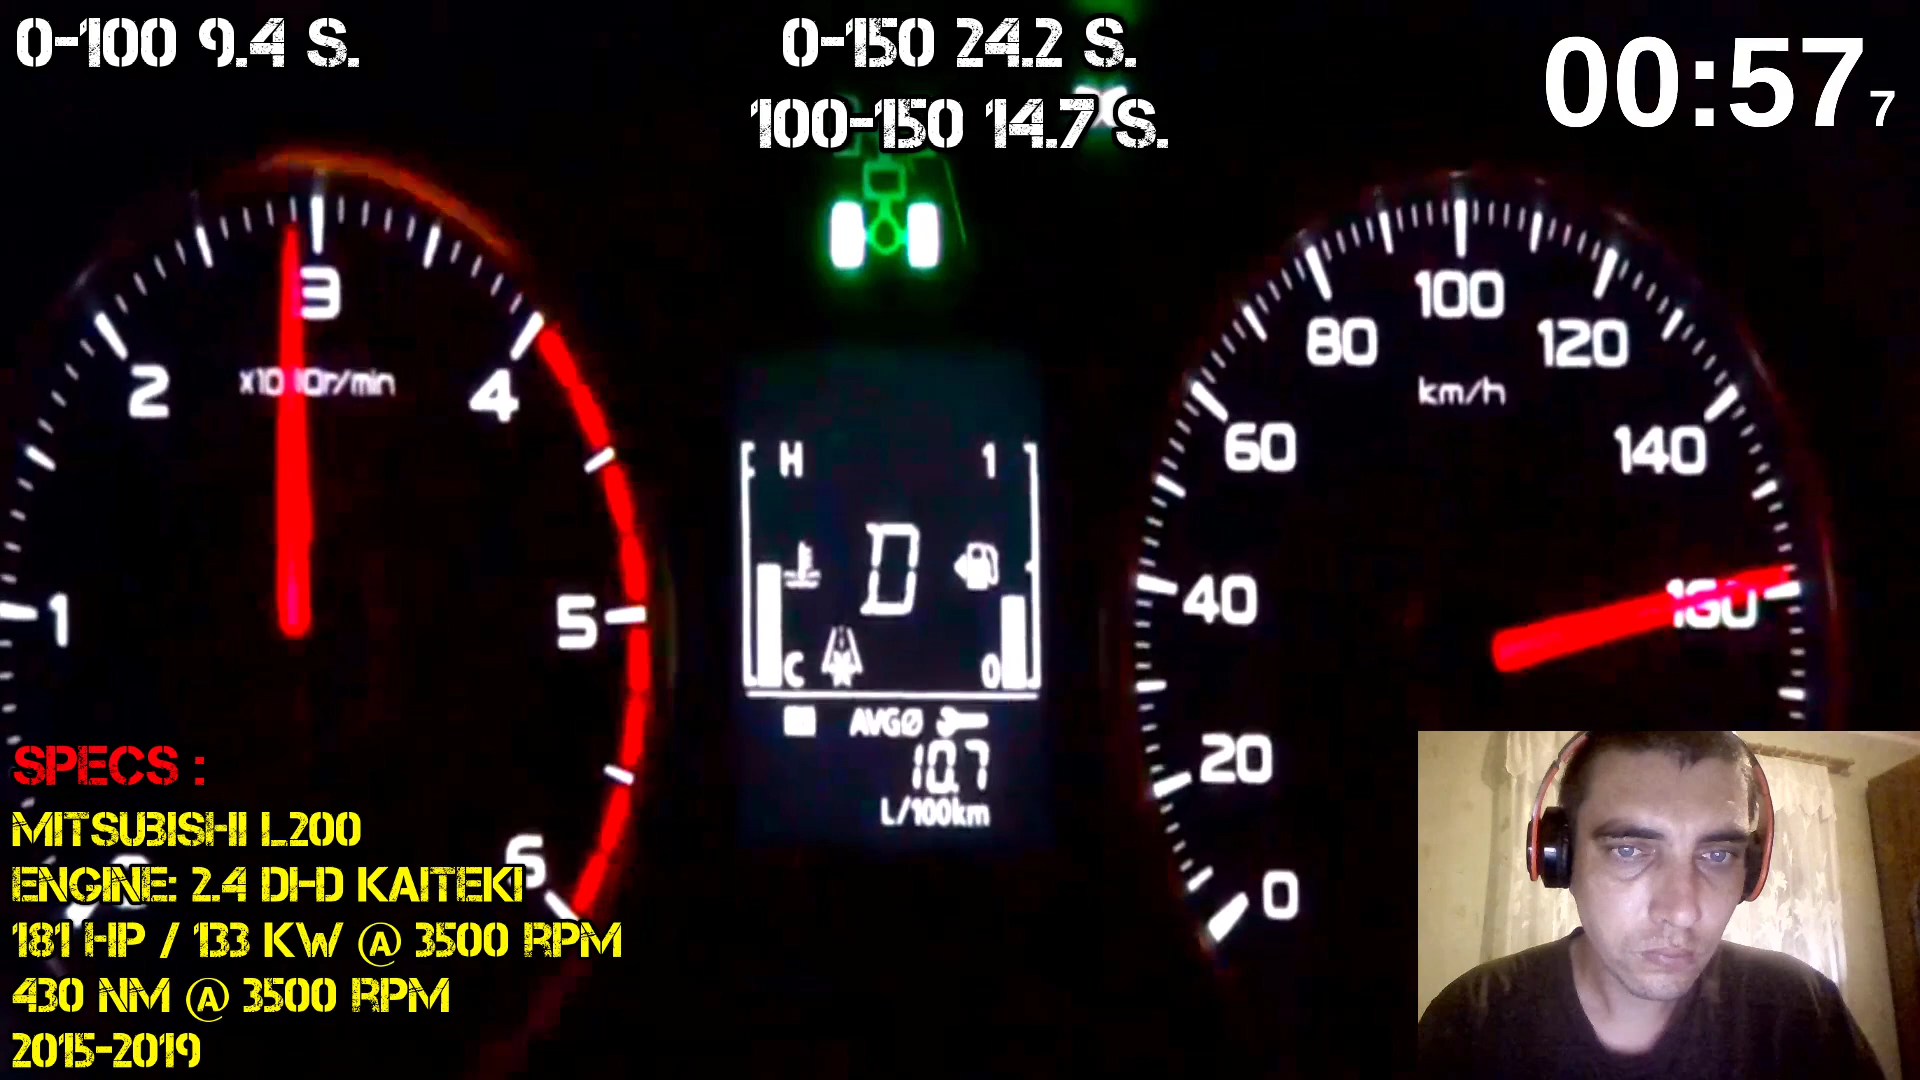 0-100 9.4 S.
0-150 24.2 S.
100-150 14.7 S.
00:57 7
3
2
4
1
5
6
x1000r/min
H 1
D
C 0
AVG
10.7
L/100km
100
80
120
km/h
60
140
40
160
20
0
SPECS :
MITSUBISHI L200
ENGINE: 2.4 DI-D KAITEKI
181 HP / 133 KW @ 3500 RPM
430 NM @ 3500 RPM
2015-2019